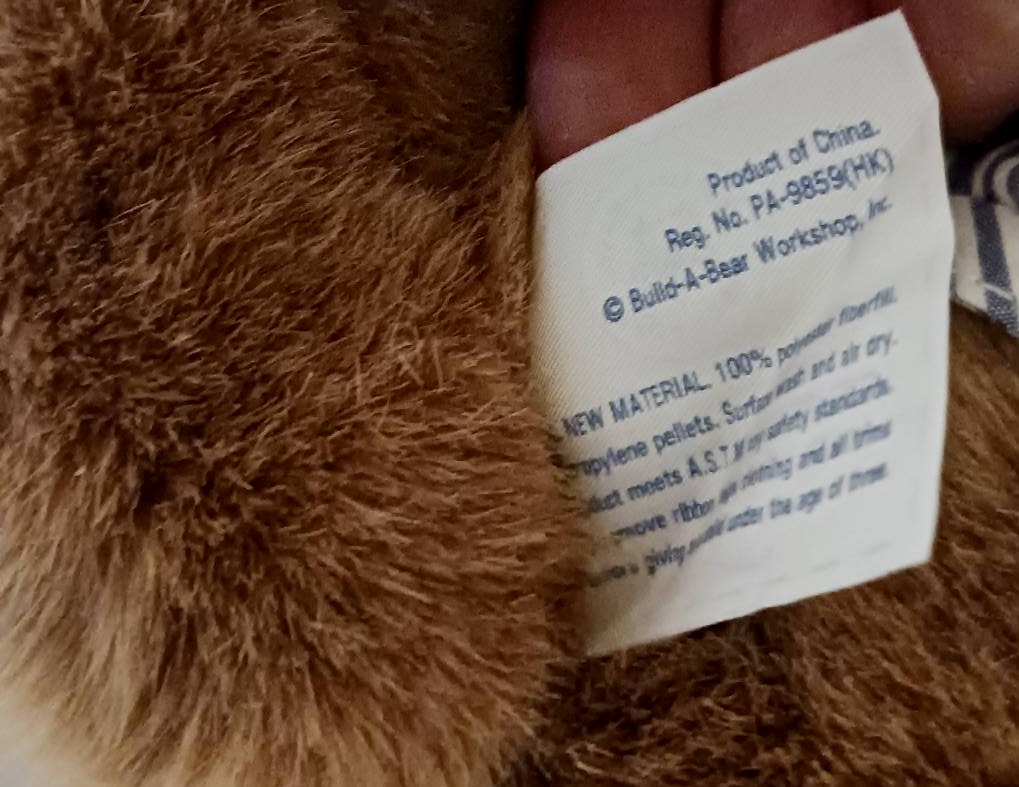 Product of China.
Reg. No. PA-9859(HK)
© Build-A-Bear Workshop, Inc.
NEW MATERIAL. 100% polyester fiberfill.
opylene pellets. Surface wash and air dry.
duct meets A.S.T.M safety standards.
move ribbon and all trims
giving under the age of three.